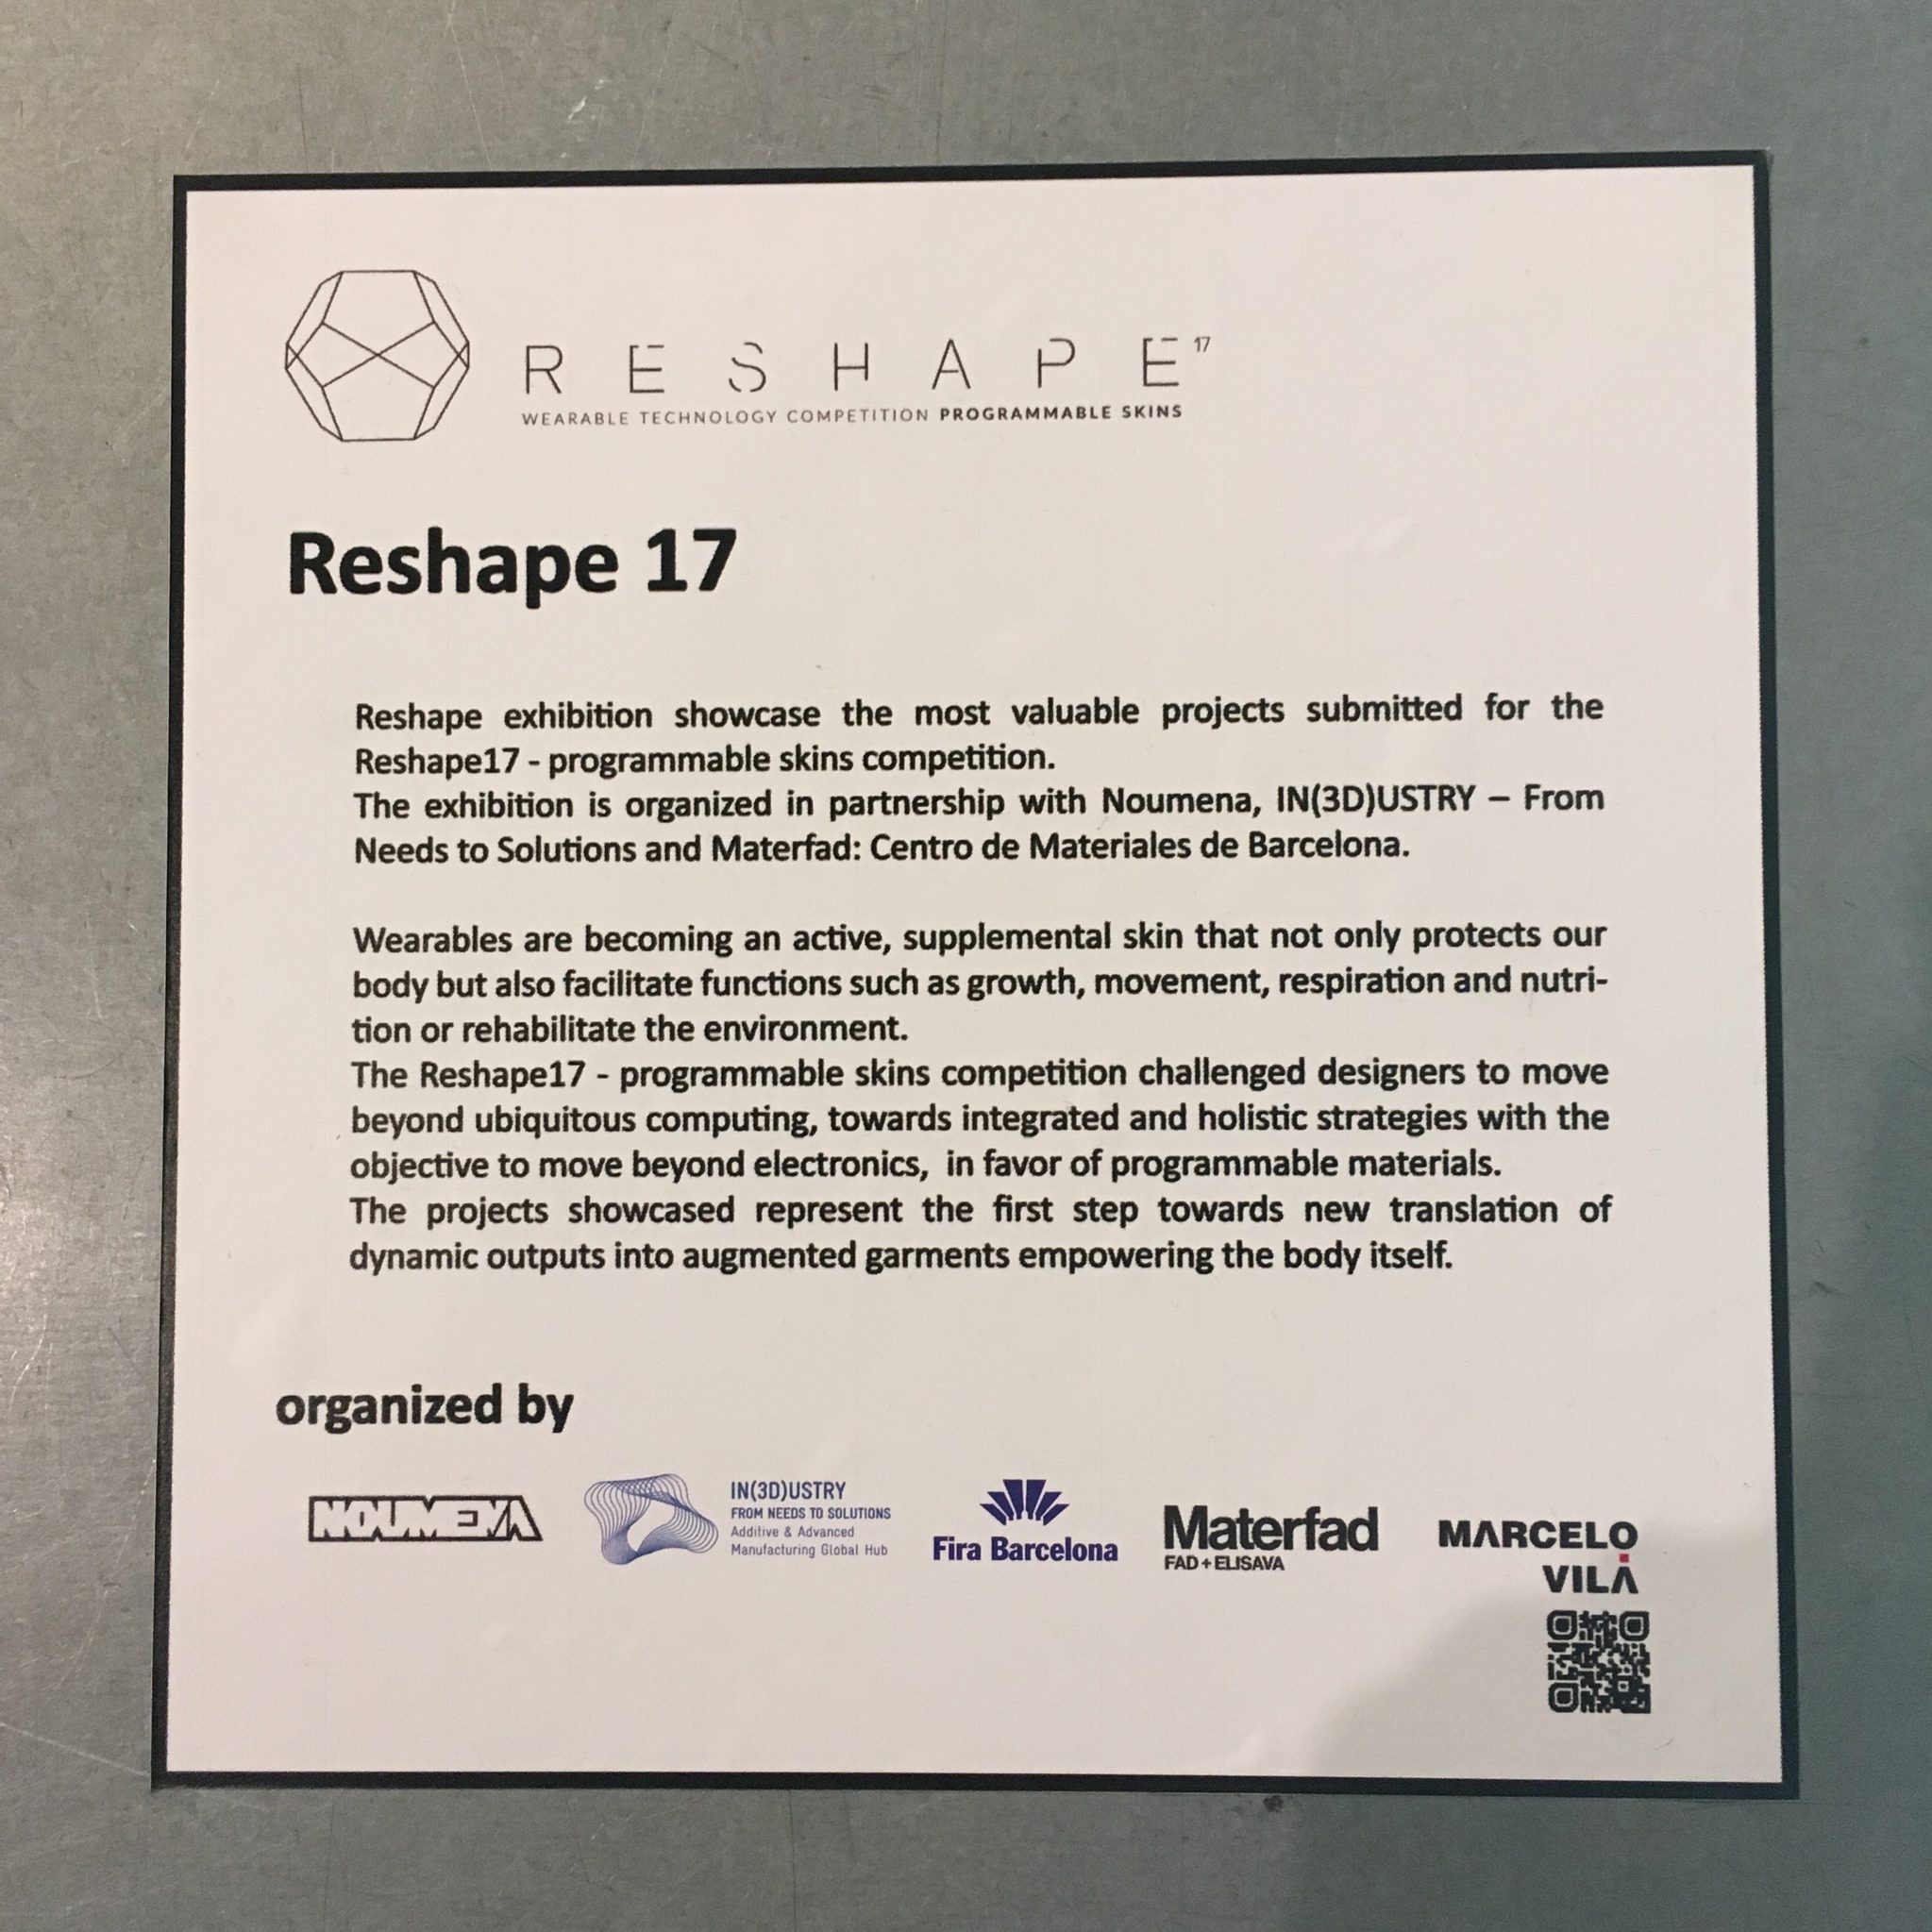 RESHAPE17
WEARABLE TECHNOLOGY COMPETITION PROGRAMMABLE SKINS
Reshape 17
Reshape exhibition showcase the most valuable projects submitted for the
Reshape17 - programmable skins competition.
The exhibition is organized in partnership with Noumena, IN(3D)USTRY – From
Needs to Solutions and Materfad: Centro de Materiales de Barcelona.
Wearables are becoming an active, supplemental skin that not only protects our
body but also facilitate functions such as growth, movement, respiration and nutri-
tion or rehabilitate the environment.
The Reshape17 - programmable skins competition challenged designers to move
beyond ubiquitous computing, towards integrated and holistic strategies with the
objective to move beyond electronics, in favor of programmable materials.
The projects showcased represent the first step towards new translation of
dynamic outputs into augmented garments empowering the body itself.
organized by
NOUMENA
IN(3D)USTRY
FROM NEEDS TO SOLUTIONS
Additive & Advanced
Manufacturing Global Hub
Fira Barcelona
Materfad
FAD+ELISAVA
MARCELO
VILA